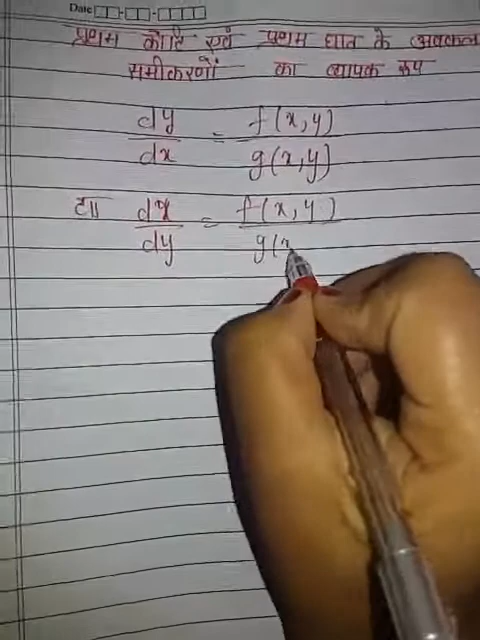 Date
प्रथम कोटि एवं प्रथम घात के अवकल
समीकरणों का व्यापक रूप
dy/dx = f(x,y)/g(x,y)
या dx/dy = f(x,y)/g(x